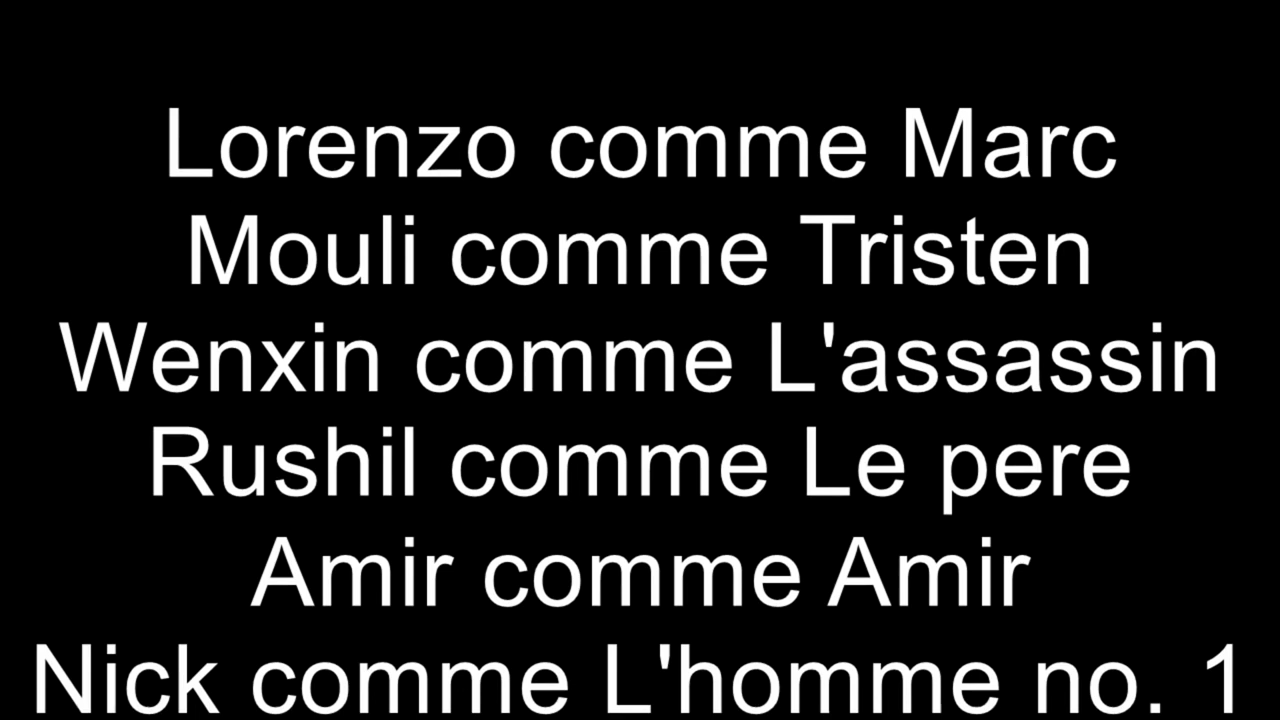 Lorenzo comme Marc
Mouli comme Tristen
Wenxin comme L'assassin
Rushil comme Le pere
Amir comme Amir
Nick comme L'homme no. 1